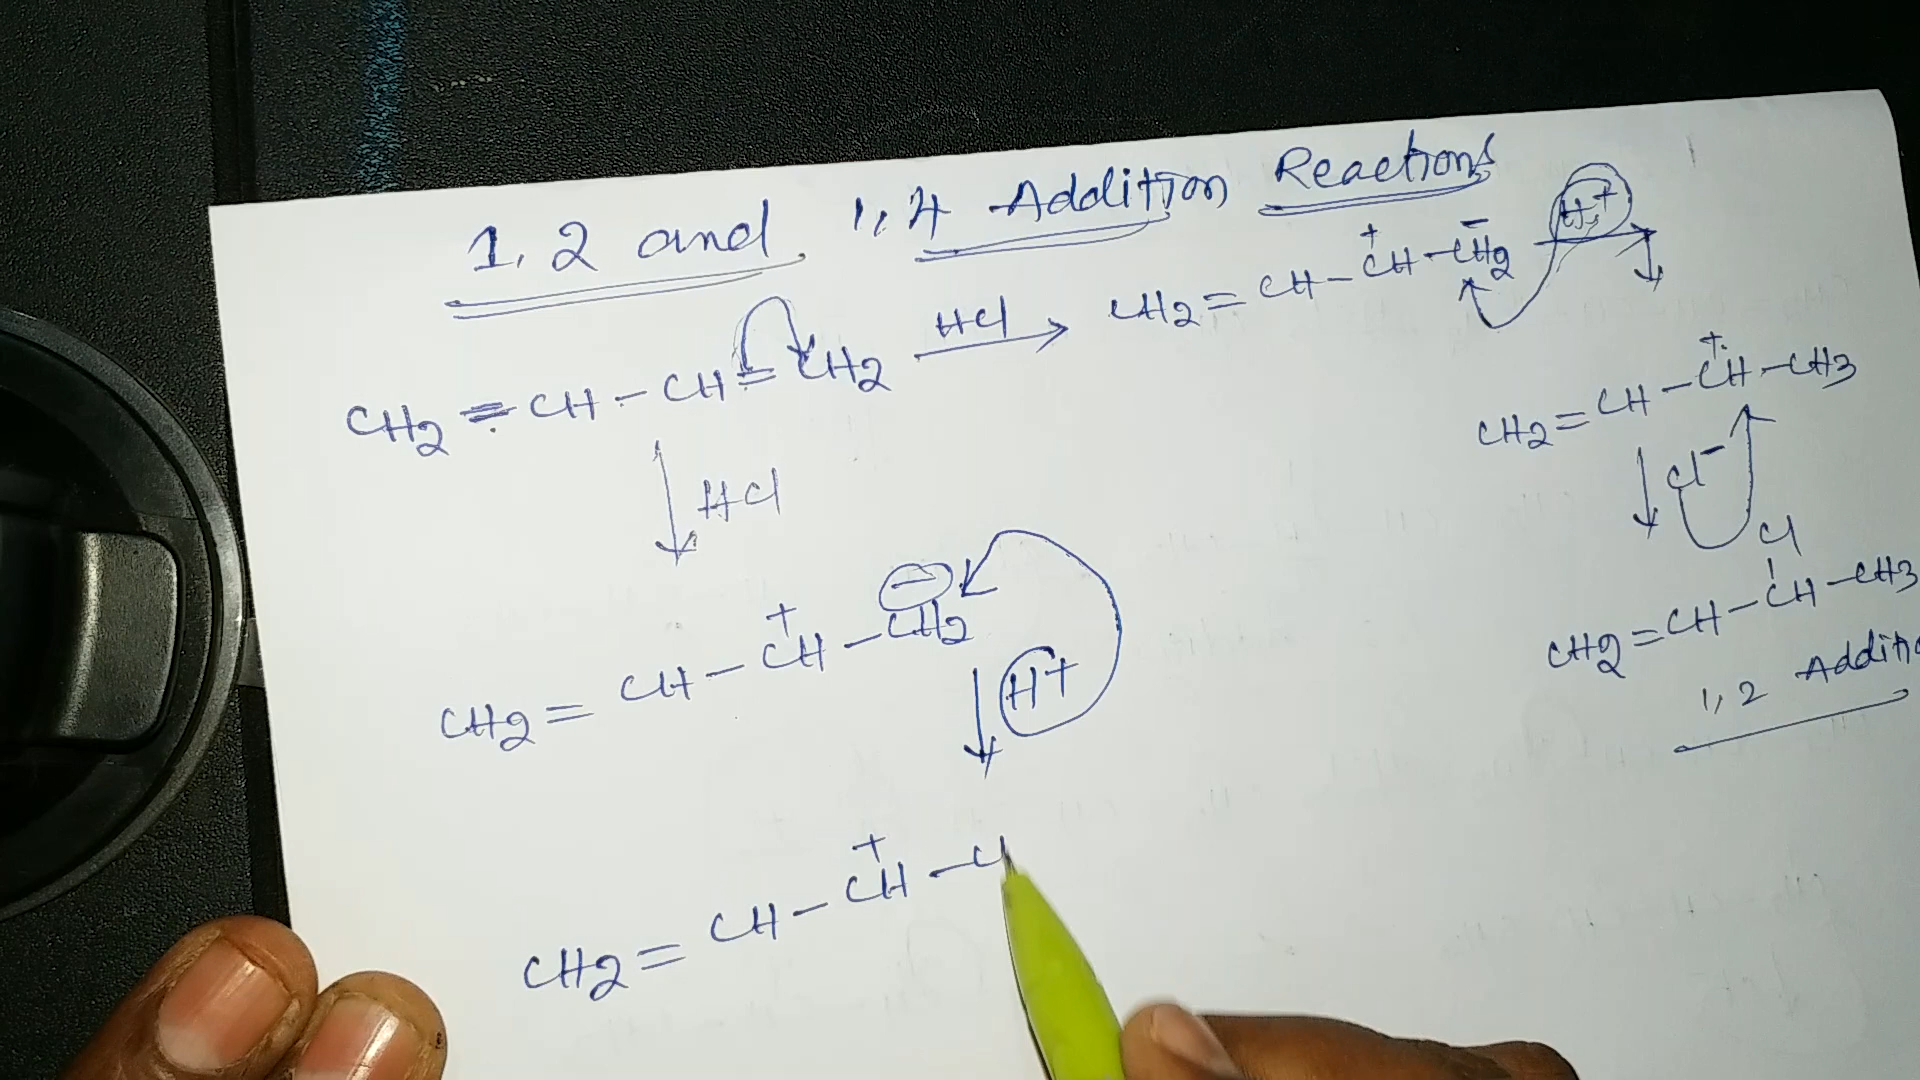 1, 2 and 1, 4 Addition Reactions
CH2 = CH - CH = CH2 HCl CH2 = CH - CH - CH2 H+
+ -
+
CH2 = CH - CH - CH3
HCl
Cl-
Cl
CH2 = CH - CH - CH3
1, 2 Additio
+ -
CH2 = CH - CH - CH2
H+
+
CH2 = CH - CH - C